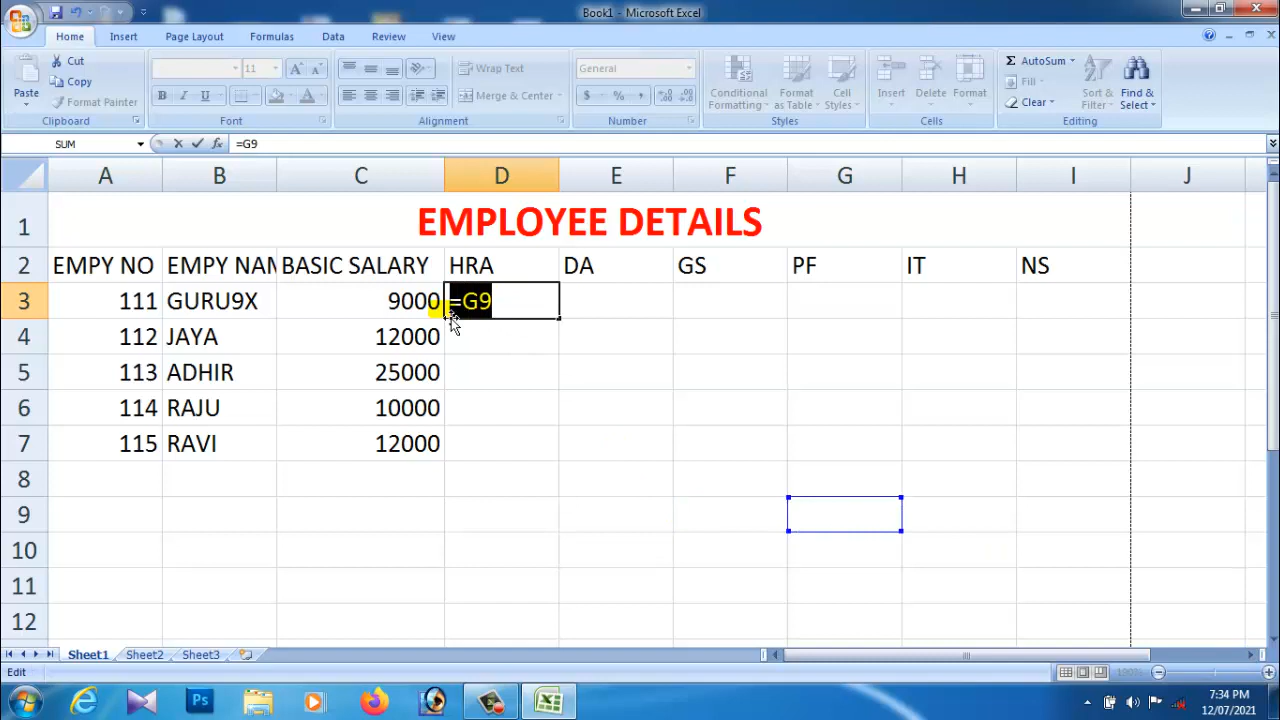 Book1 - Microsoft Excel
Home Insert Page Layout Formulas Data Review View
Paste Cut Copy Format Painter
11
Wrap Text Merge & Center
General
$ % ,
Conditional Formatting Format as Table Cell Styles
Insert Delete Format
AutoSum Fill Clear
Sort & Filter Find & Select
Clipboard Font Alignment Number Styles Cells Editing
SUM =G9
A B C D E F G H I J
1 EMPLOYEE DETAILS
2 EMPY NO EMPY NAM BASIC SALARY HRA DA GS PF IT NS
3 111 GURU9X 9000 =G9
4 112 JAYA 12000
5 113 ADHIR 25000
6 114 RAJU 10000
7 115 RAVI 12000
8
9
10
11
12
Sheet1 Sheet2 Sheet3
Edit 190%
Ps
7:34 PM
12/07/2021